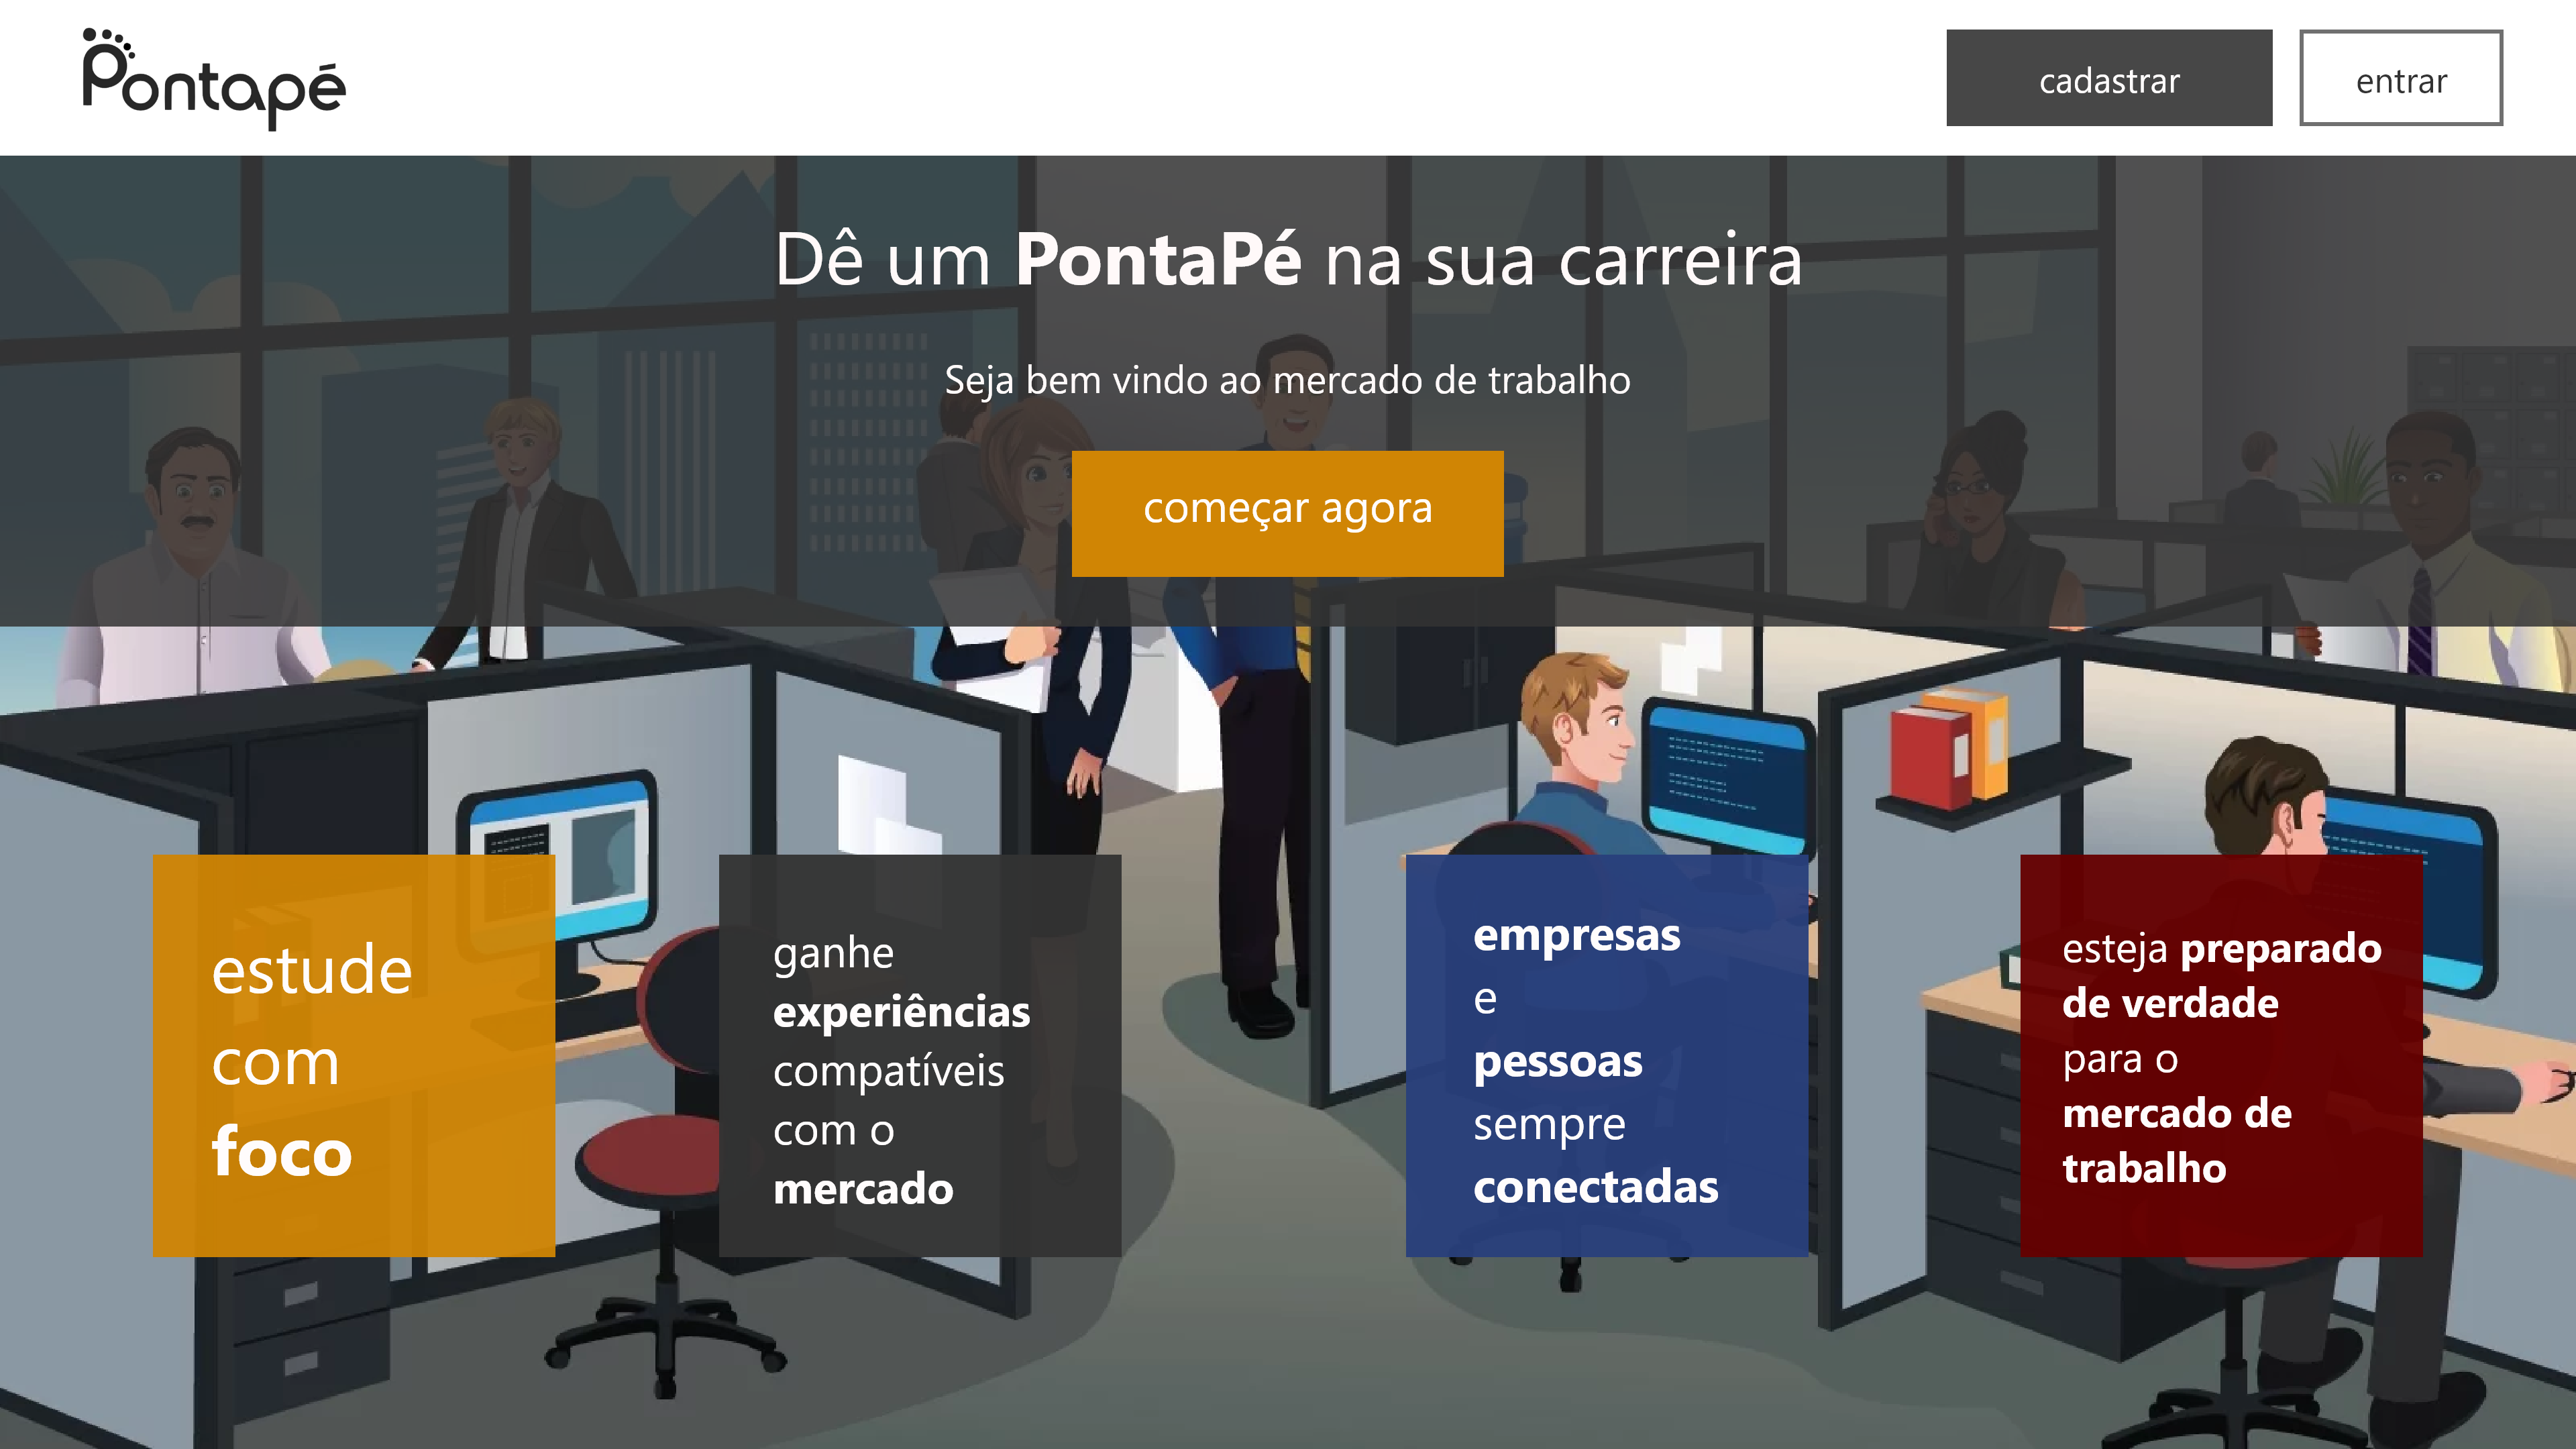 Pontapé
cadastrar
entrar
Dê um PontaPé na sua carreira
Seja bem vindo ao mercado de trabalho
começar agora
estude
com
foco
ganhe
experiências
compatíveis
com o
mercado
empresas
e
pessoas
sempre
conectadas
esteja preparado
de verdade
para o
mercado de
trabalho